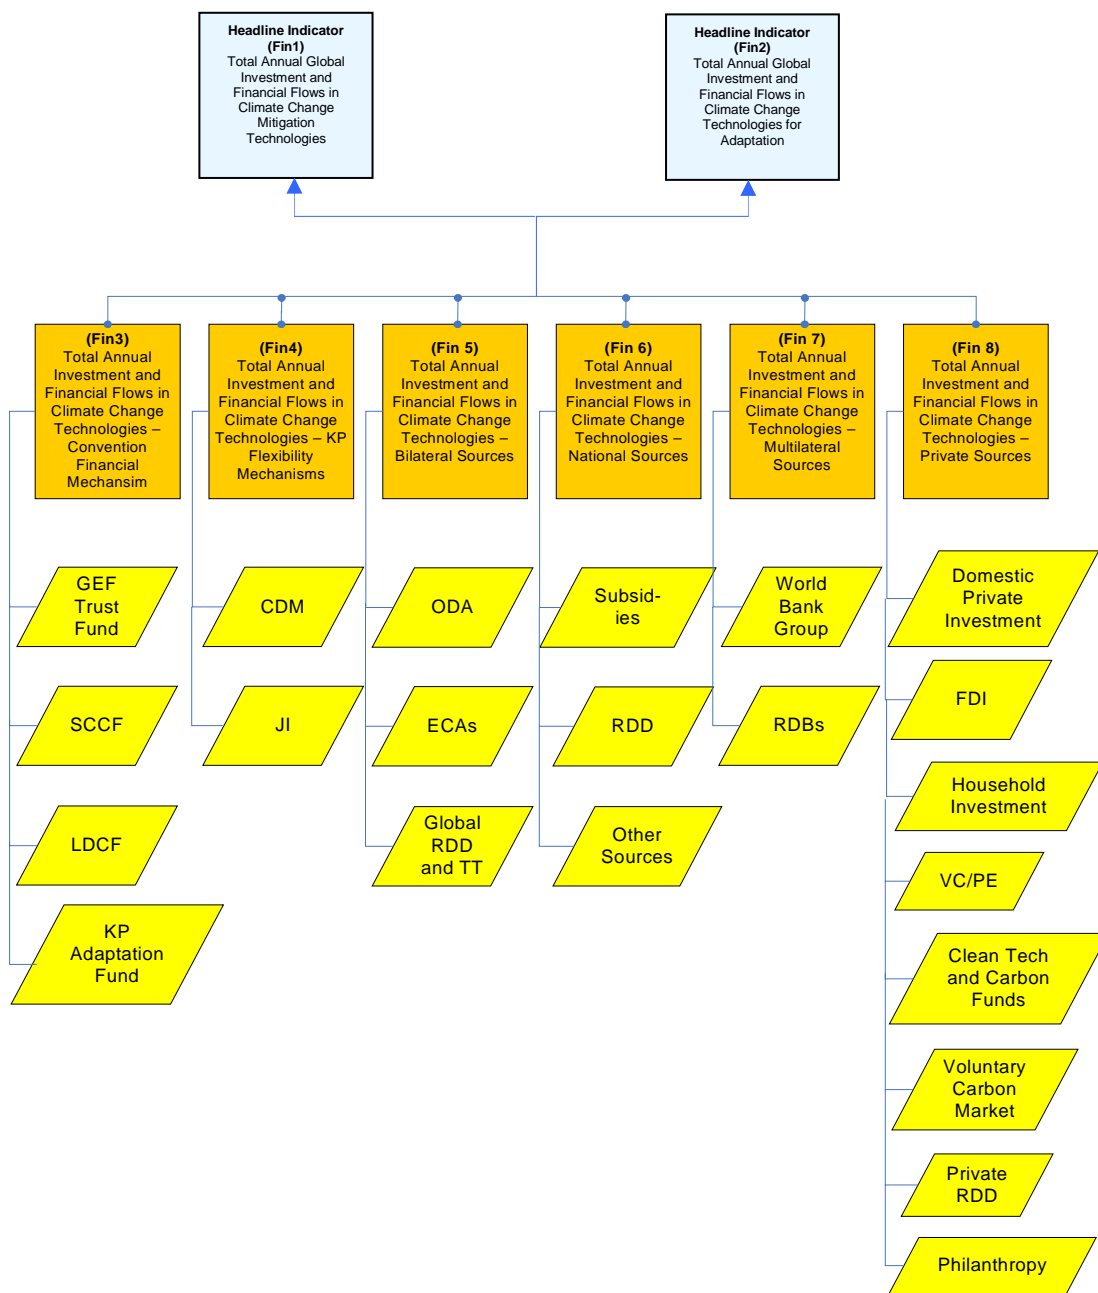 Headline Indicator
(Fin1)
Total Annual Global
Investment and
Financial Flows in
Climate Change
Mitigation
Technologies
Headline Indicator
(Fin2)
Total Annual Global
Investment and
Financial Flows in
Climate Change
Technologies for
Adaptation
(Fin3)
Total Annual
Investment and
Financial Flows in
Climate Change
Technologies –
Convention
Financial
Mechansim
(Fin4)
Total Annual
Investment and
Financial Flows in
Climate Change
Technologies – KP
Flexibility
Mechanisms
(Fin 5)
Total Annual
Investment and
Financial Flows in
Climate Change
Technologies –
Bilateral Sources
(Fin 6)
Total Annual
Investment and
Financial Flows in
Climate Change
Technologies –
National Sources
(Fin 7)
Total Annual
Investment and
Financial Flows in
Climate Change
Technologies –
Multilateral
Sources
(Fin 8)
Total Annual
Investment and
Financial Flows in
Climate Change
Technologies –
Private Sources
GEF
Trust
Fund
SCCF
LDCF
KP
Adaptation
Fund
CDM
JI
ODA
ECAs
Global
RDD
and TT
Subsid-
ies
RDD
Other
Sources
World
Bank
Group
RDBs
Domestic
Private
Investment
FDI
Household
Investment
VC/PE
Clean Tech
and Carbon
Funds
Voluntary
Carbon
Market
Private
RDD
Philanthropy